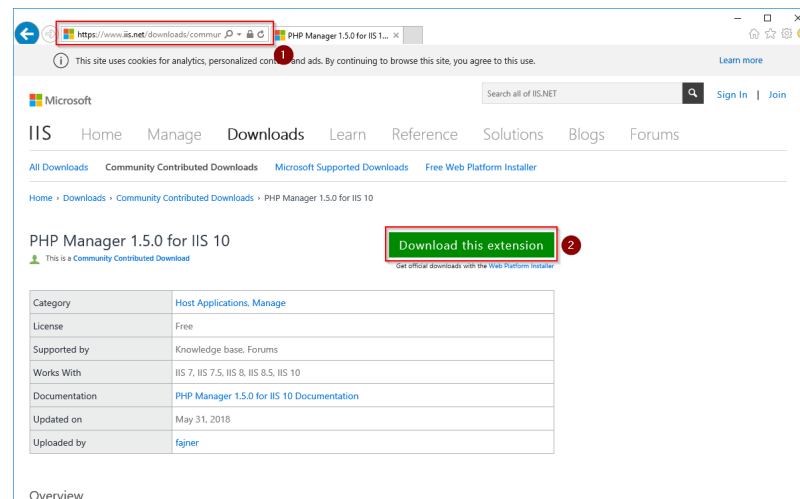 https://www.iis.net/downloads/commur
PHP Manager 1.5.0 for IIS 1...
1
This site uses cookies for analytics, personalized cont and ads. By continuing to browse this site, you agree to this use.
Learn more
Microsoft
Search all of IIS.NET
Sign In | Join
IIS Home Manage Downloads Learn Reference Solutions Blogs Forums
All Downloads Community Contributed Downloads Microsoft Supported Downloads Free Web Platform Installer
Home › Downloads › Community Contributed Downloads › PHP Manager 1.5.0 for IIS 10
PHP Manager 1.5.0 for IIS 10
This is a Community Contributed Download
Download this extension
2
Get official downloads with the Web Platform Installer
Category Host Applications, Manage
License Free
Supported by Knowledge base, Forums
Works With IIS 7, IIS 7.5, IIS 8, IIS 8.5, IIS 10
Documentation PHP Manager 1.5.0 for IIS 10 Documentation
Updated on May 31, 2018
Uploaded by fajner
Overview